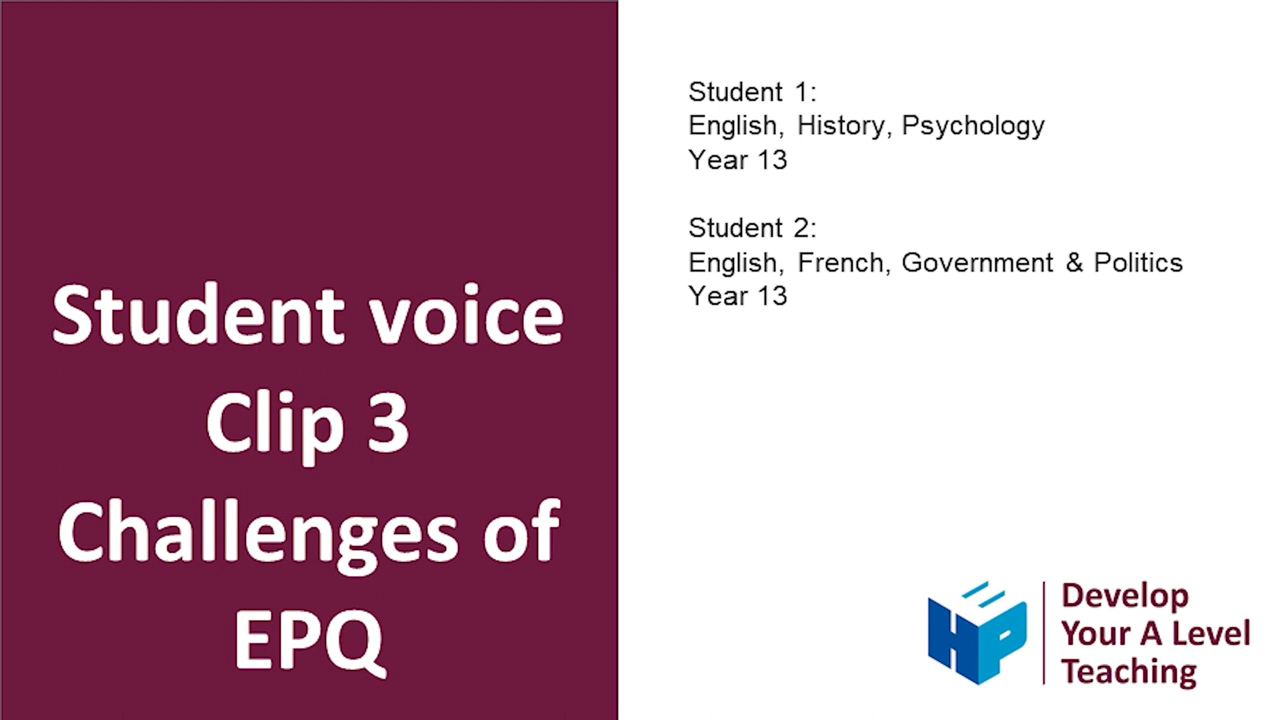 Student voice
Clip 3
Challenges of
EPQ
Student 1:
English, History, Psychology
Year 13
Student 2:
English, French, Government & Politics
Year 13
HEP
Develop
Your A Level
Teaching